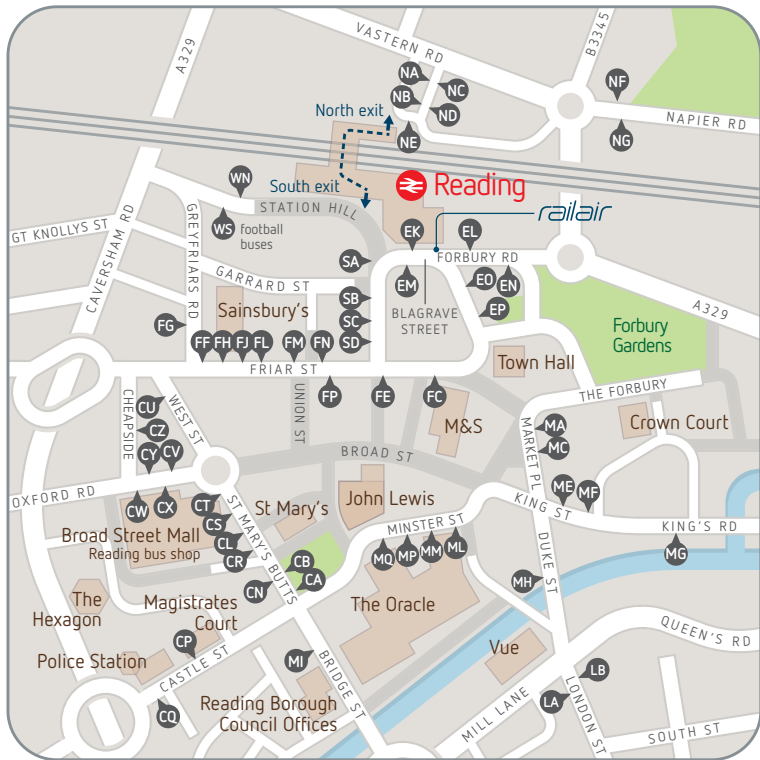 A329
VASTERN RD
B3345
NA
NC
NB
ND
NE
NF
NAPIER RD
NG
North exit
South exit
Reading
railair
WN
STATION HILL
WS
football
buses
GT KNOLLYS ST
CAVERSHAM RD
GREYFRIARS RD
GARRARD ST
SA
SB
SC
SD
EK
EL
FORBURY RD
EM
EO
EN
EP
BLAGRAVE
STREET
A329
Forbury
Gardens
Sainsbury's
FG
FF
FH
FJ
FL
FM
FN
FRIAR ST
FP
FE
FC
Town Hall
THE FORBURY
Crown Court
CHEAPSIDE
WEST ST
UNION ST
CU
CZ
CY
CV
M&S
MARKET PL
MA
MC
BROAD ST
OXFORD RD
CW
CX
CT
CS
CL
CR
Broad Street Mall
Reading bus shop
ST MARY'S BUTTS
St Mary's
John Lewis
MINSTER ST
KING ST
ME
MF
KING'S RD
MG
MQ
MP
MM
ML
CB
CA
CN
DUKE ST
MH
The
Hexagon
Magistrates
Court
The Oracle
CP
Police Station
CASTLE ST
CQ
MI
BRIDGE ST
Reading Borough
Council Offices
Vue
QUEEN'S RD
MILL LANE
LB
LA
LONDON ST
SOUTH ST